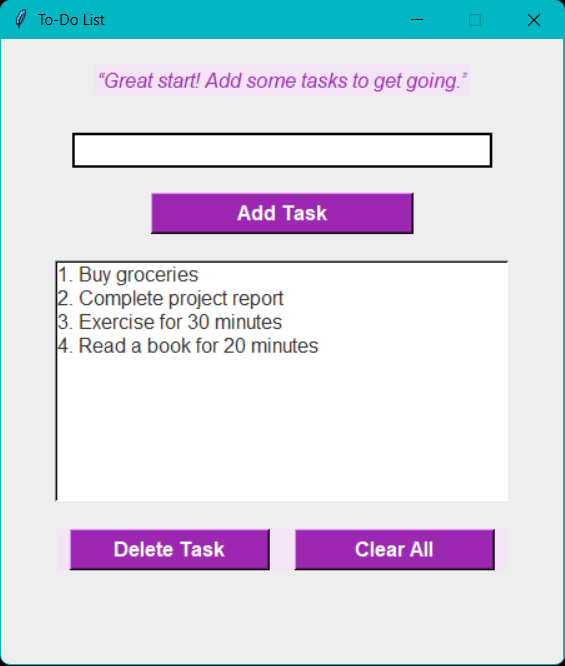 To-Do List
“Great start! Add some tasks to get going.”
Add Task
1. Buy groceries
2. Complete project report
3. Exercise for 30 minutes
4. Read a book for 20 minutes
Delete Task
Clear All